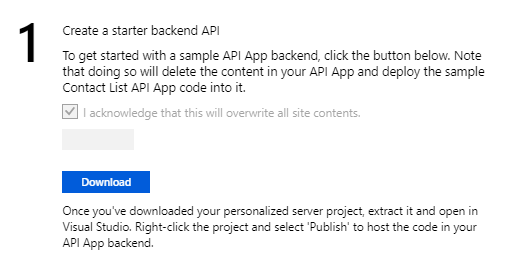 1
Create a starter backend API
To get started with a sample API App backend, click the button below. Note
that doing so will delete the content in your API App and deploy the sample
Contact List API App code into it.
I acknowledge that this will overwrite all site contents.
Download
Once you've downloaded your personalized server project, extract it and open in
Visual Studio. Right-click the project and select 'Publish' to host the code in your
API App backend.